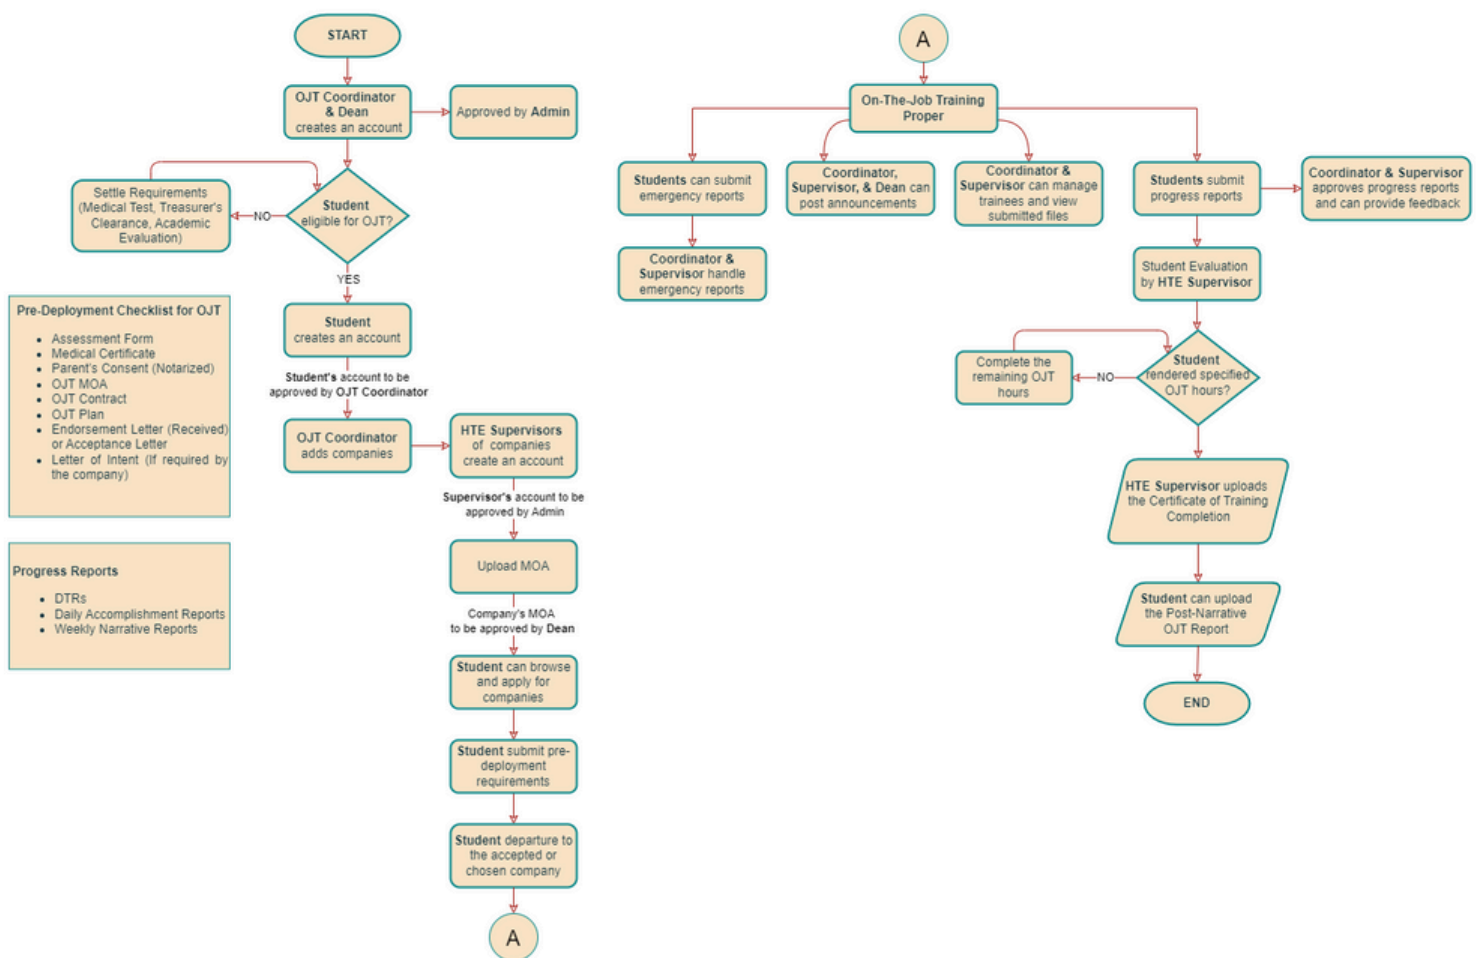 START
OJT Coordinator
& Dean
creates an account
Approved by Admin
Settle Requirements
(Medical Test, Treasurer's
Clearance, Academic
Evaluation)
NO
Student
eligible for OJT?
YES
Pre-Deployment Checklist for OJT
• Assessment Form
• Medical Certificate
• Parent's Consent (Notarized)
• OJT MOA
• OJT Contract
• OJT Plan
• Endorsement Letter (Received)
or Acceptance Letter
• Letter of Intent (If required by
the company)
Student
creates an account
Student's account to be
approved by OJT Coordinator
OJT Coordinator
adds companies
HTE Supervisors
of companies
create an account
Supervisor's account to be
approved by Admin
Upload MOA
Progress Reports
• DTRs
• Daily Accomplishment Reports
• Weekly Narrative Reports
Company's MOA
to be approved by Dean
Student can browse
and apply for
companies
Student submit pre-
deployment
requirements
Student departure to
the accepted or
chosen company
A
A
On-The-Job Training
Proper
Students can submit
emergency reports
Coordinator,
Supervisor, & Dean can
post announcements
Coordinator &
Supervisor can manage
trainees and view
submitted files
Students submit
progress reports
Coordinator & Supervisor
approves progress reports
and can provide feedback
Coordinator &
Supervisor handle
emergency reports
Student Evaluation
by HTE Supervisor
Complete the
remaining OJT
hours
NO
Student
rendered specified
OJT hours?
HTE Supervisor uploads
the Certificate of Training
Completion
Student can upload
the Post-Narrative
OJT Report
END